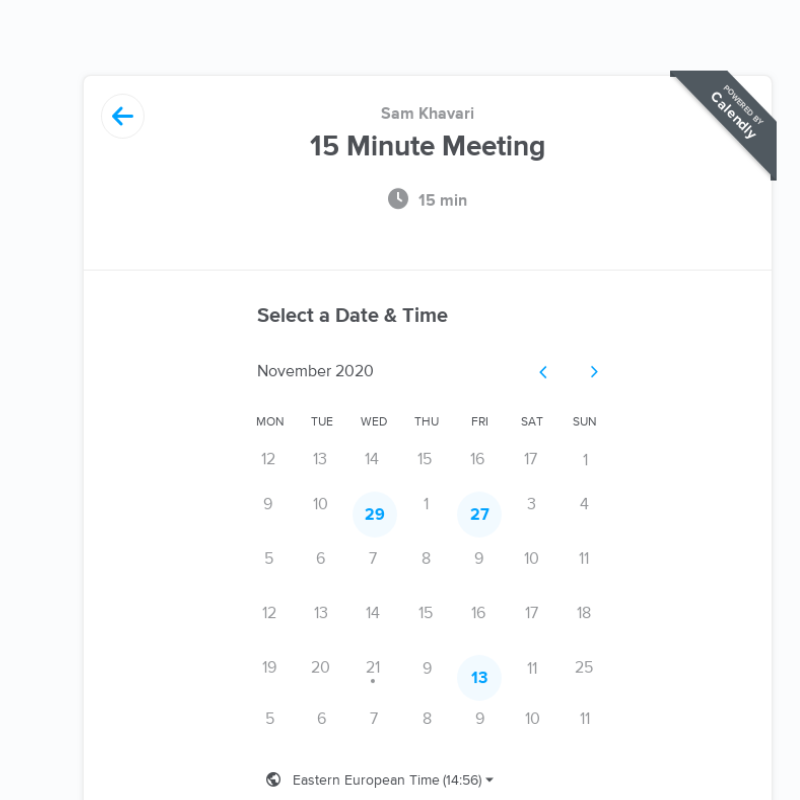 POWERED BY
Calendly
Sam Khavari
15 Minute Meeting
15 min
Select a Date & Time
November 2020
MON TUE WED THU FRI SAT SUN
12 13 14 15 16 17 1
9 10 29 1 27 3 4
5 6 7 8 9 10 11
12 13 14 15 16 17 18
19 20 21 9 13 11 25
5 6 7 8 9 10 11
Eastern European Time (14:56)